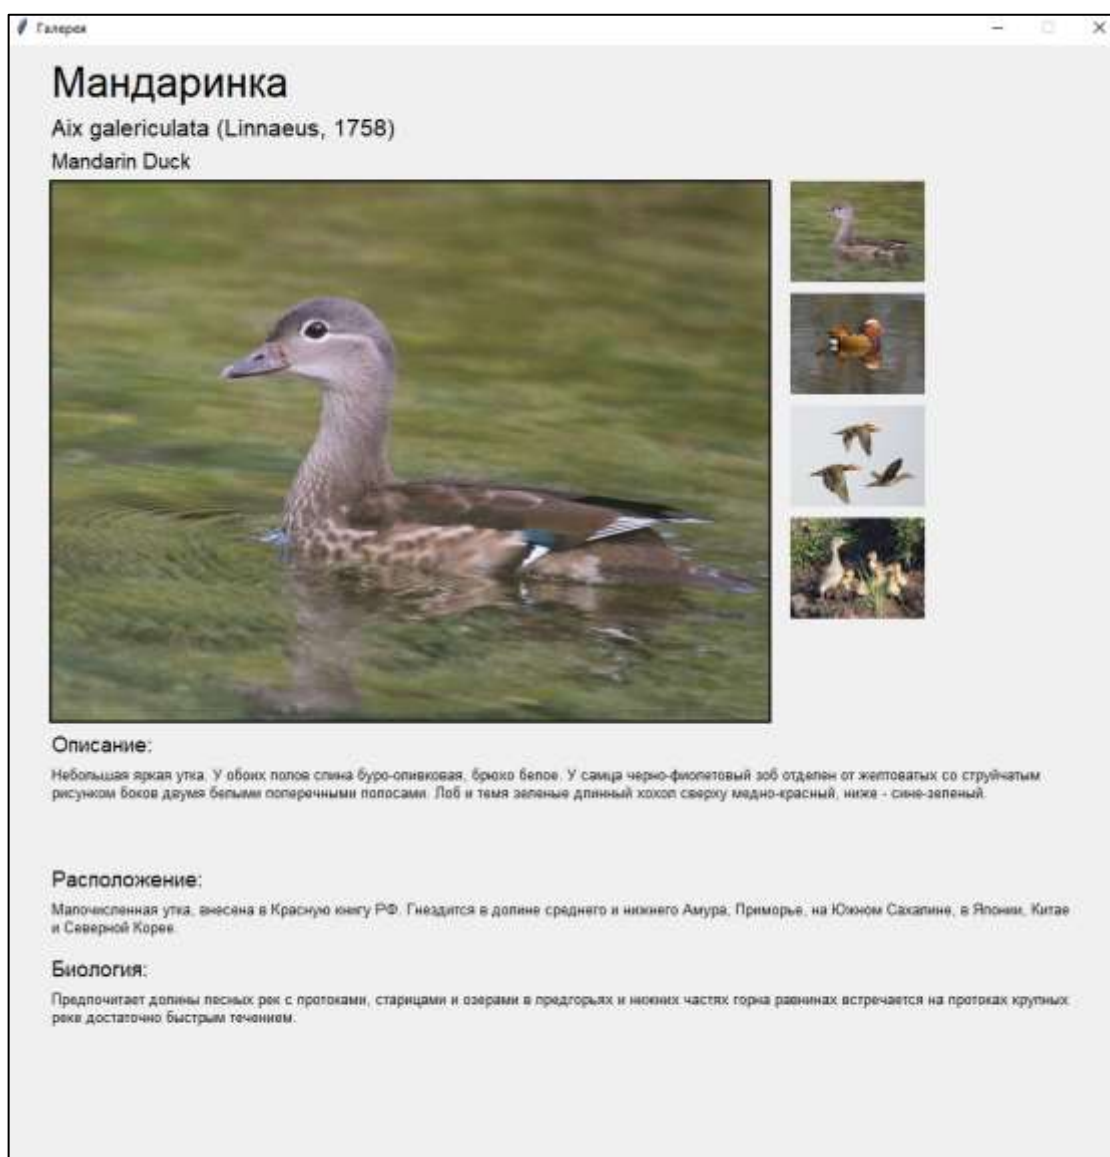 Галерея
Мандаринка
Aix galericulata (Linnaeus, 1758)
Mandarin Duck
Описание:
Небольшая яркая утка. У обоих полов спина буро-оливковая, брюхо белое. У самца черно-фиолетовый зоб отделен от желтоватых со струйчатым
рисунком боков двумя белыми поперечными полосами. Лоб и темя зеленые длинный хохол сверху медно-красный, ниже - сине-зеленый.
Расположение:
Малочисленная утка, внесена в Красную книгу РФ. Гнездится в долине среднего и нижнего Амура, Приморье, на Южном Сахалине, в Японии, Китае
и Северной Корее.
Биология:
Предпочитает долины лесных рек с протоками, старицами и озерами в предгорьях и нижних частях горна равнинах встречается на протоках крупных
реке достаточно быстрым течением.